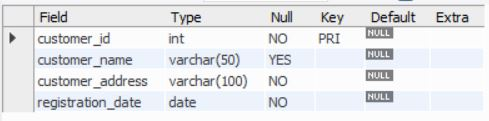 Field Type Null Key Default Extra
customer_id int NO PRI NULL
customer_name varchar(50) YES NULL
customer_address varchar(100) NO NULL
registration_date date NO NULL